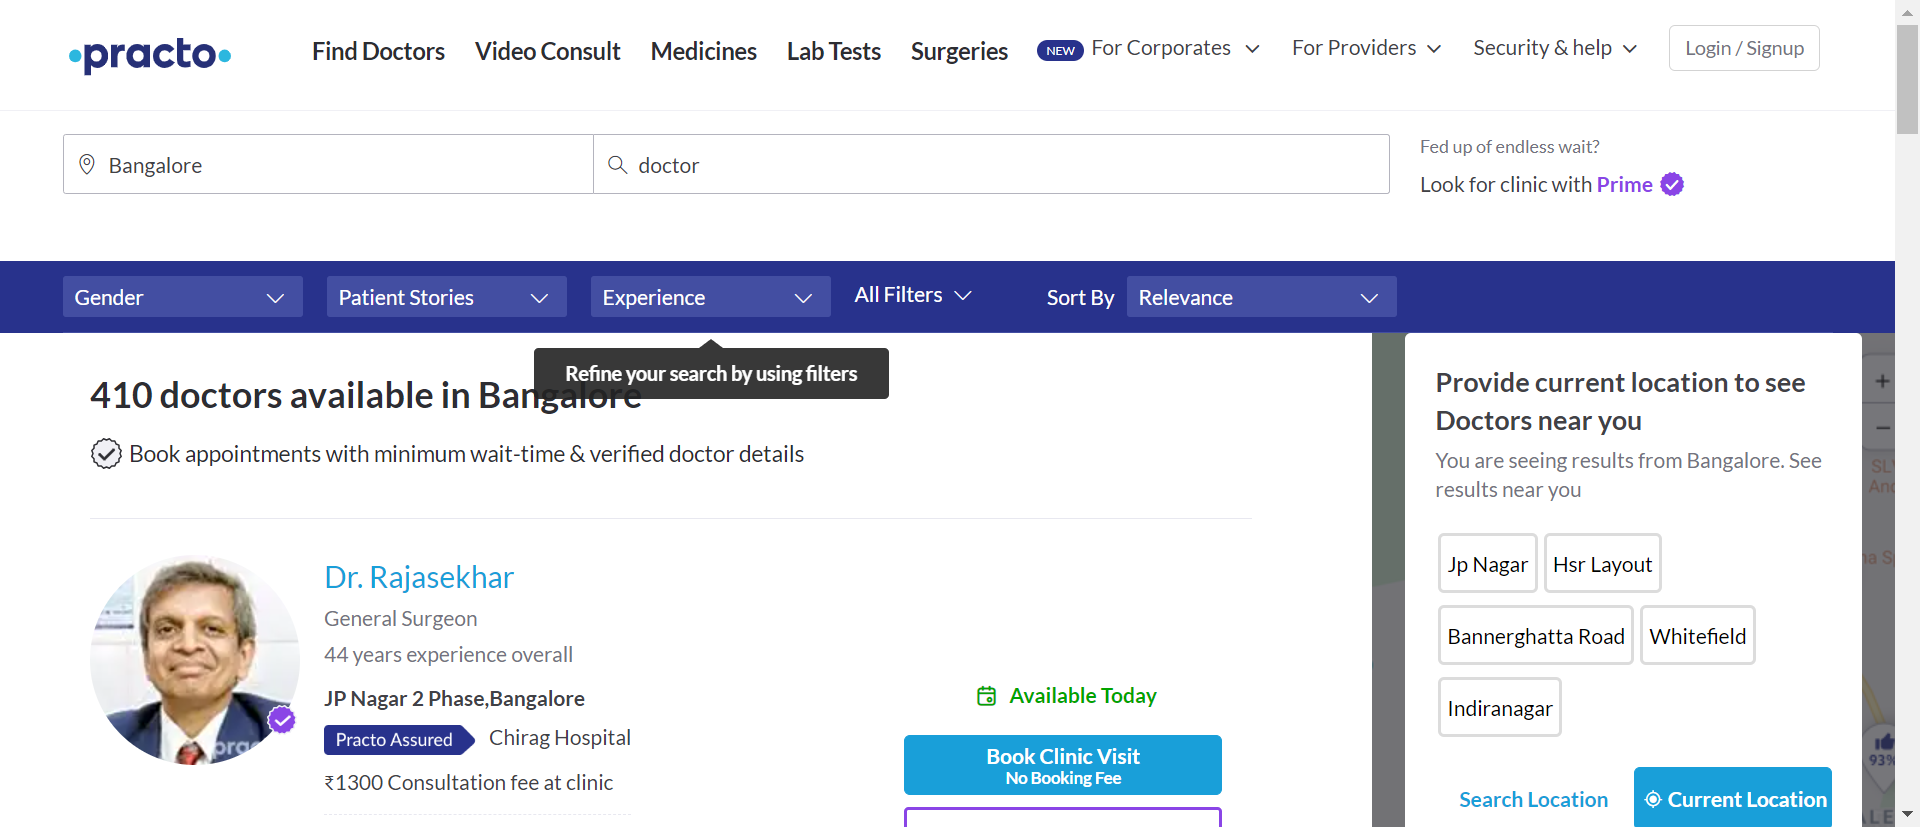 practo
Find Doctors
Video Consult
Medicines
Lab Tests
Surgeries
NEW
For Corporates
For Providers
Security & help
Login / Signup
Bangalore
doctor
Fed up of endless wait?
Look for clinic with Prime
Gender
Patient Stories
Experience
All Filters
Sort By
Relevance
Refine your search by using filters
410 doctors available in Bangalore
Book appointments with minimum wait-time & verified doctor details
Dr. Rajasekhar
General Surgeon
44 years experience overall
JP Nagar 2 Phase,Bangalore
Practo Assured
Chirag Hospital
₹1300 Consultation fee at clinic
Available Today
Book Clinic Visit
No Booking Fee
Provide current location to see
Doctors near you
You are seeing results from Bangalore. See
results near you
Jp Nagar
Hsr Layout
Bannerghatta Road
Whitefield
Indiranagar
Search Location
Current Location
93%